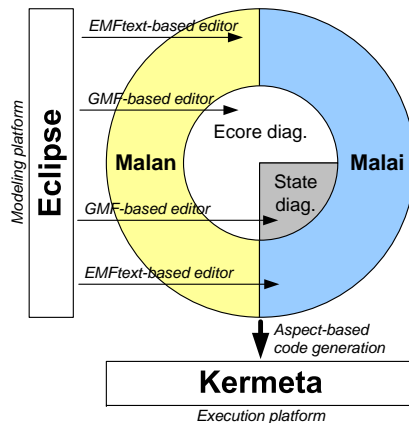 EMFtext-based editor
GMF-based editor
Ecore diag.
Modeling platform
Eclipse
Malan
Malai
State
diag.
GMF-based editor
EMFtext-based editor
Aspect-based
code generation
Kermeta
Execution platform